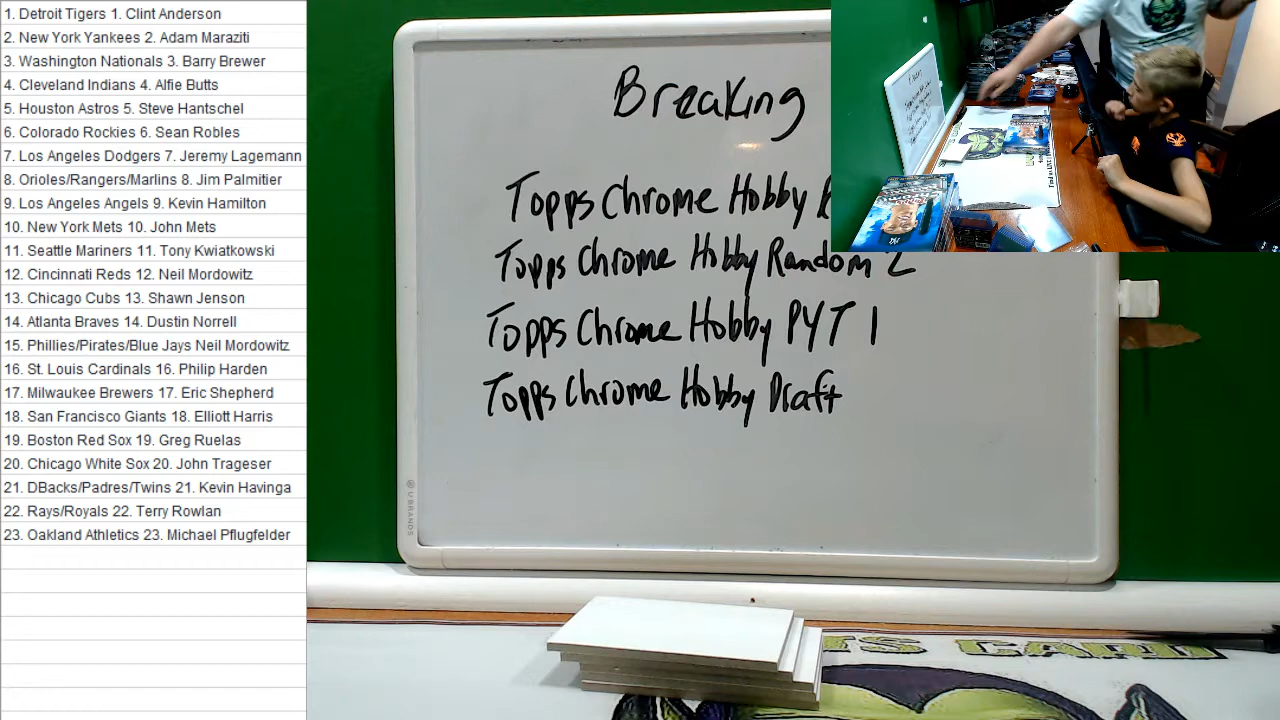 1. Detroit Tigers 1. Clint Anderson
2. New York Yankees 2. Adam Maraziti
3. Washington Nationals 3. Barry Brewer
4. Cleveland Indians 4. Alfie Butts
5. Houston Astros 5. Steve Hantschel
6. Colorado Rockies 6. Sean Robles
7. Los Angeles Dodgers 7. Jeremy Lagemann
8. Orioles/Rangers/Marlins 8. Jim Palmitier
9. Los Angeles Angels 9. Kevin Hamilton
10. New York Mets 10. John Mets
11. Seattle Mariners 11. Tony Kwiatkowski
12. Cincinnati Reds 12. Neil Mordowitz
13. Chicago Cubs 13. Shawn Jenson
14. Atlanta Braves 14. Dustin Norrell
15. Phillies/Pirates/Blue Jays Neil Mordowitz
16. St. Louis Cardinals 16. Philip Harden
17. Milwaukee Brewers 17. Eric Shepherd
18. San Francisco Giants 18. Elliott Harris
19. Boston Red Sox 19. Greg Ruelas
20. Chicago White Sox 20. John Trageser
21. DBacks/Padres/Twins 21. Kevin Havinga
22. Rays/Royals 22. Terry Rowlan
23. Oakland Athletics 23. Michael Pflugfelder
Breaking
Topps Chrome Hobby
Topps Chrome Hobby Random 2
Topps Chrome Hobby PYT 1
Topps Chrome Hobby Draft
U BRANDS
CARD